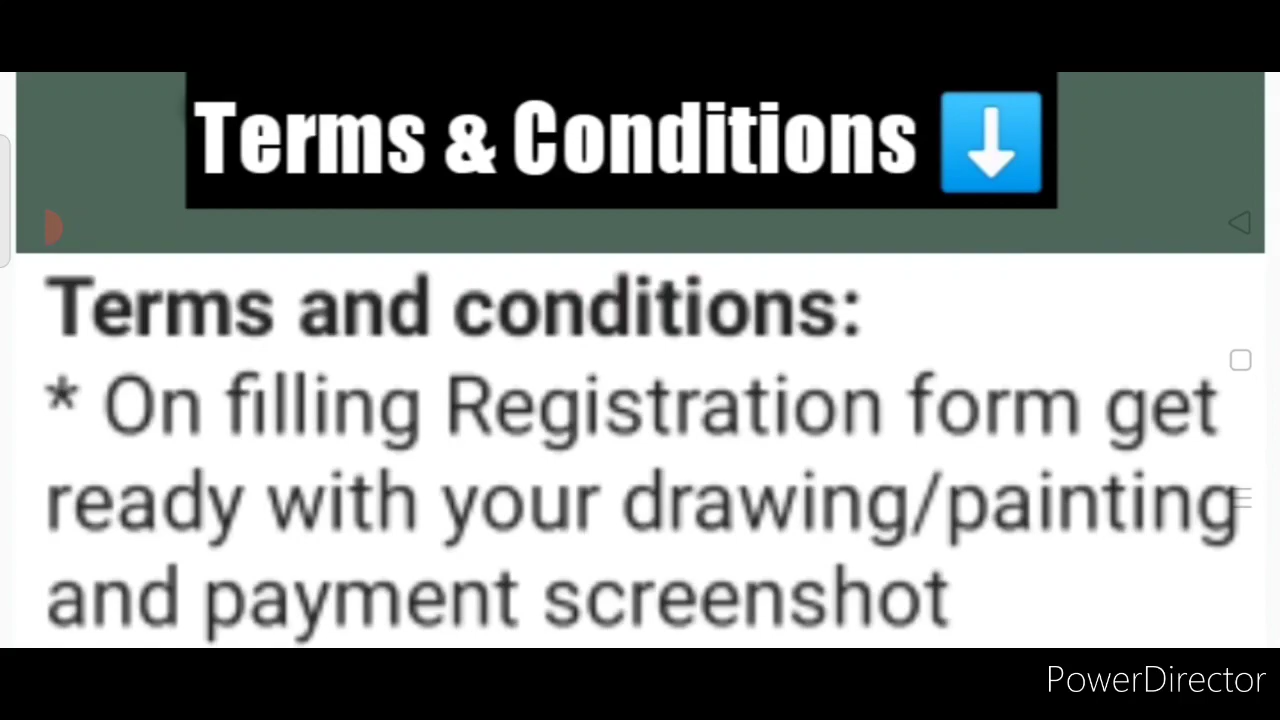 Terms & Conditions ⬇️
Terms and conditions:
* On filling Registration form get
ready with your drawing/painting
and payment screenshot
PowerDirector